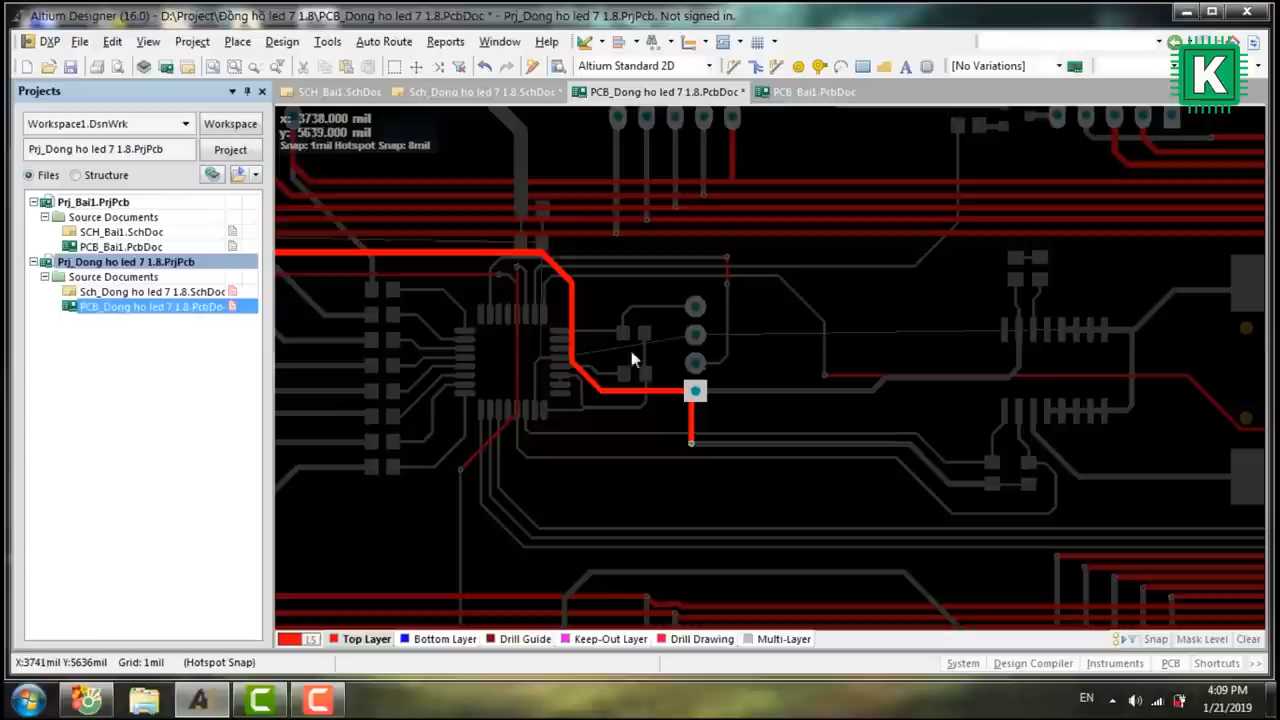 Altium Designer (16.0) - D:\Project\Đồng ho led 7 1.8\PCB_Dong ho led 7 1.8.PcbDoc * - Prj_Dong ho led 7 1.8.PrjPcb. Not signed in.
DXP File Edit View Project Place Design Tools Auto Route Reports Window Help
Altium Standard 2D
[No Variations]
K
Projects
SCH_Bai1.SchDoc Sch_Dong ho led 7 1.8.SchDoc * PCB_Dong ho led 7 1.8.PcbDoc * PCB_Bai1.PcbDoc
Workspace1.DsnWrk Workspace
Prj_Dong ho led 7 1.8.PrjPcb Project
Files Structure
Prj_Bai1.PrjPcb
Source Documents
SCH_Bai1.SchDoc
PCB_Bai1.PcbDoc
Prj_Dong ho led 7 1.8.PrjPcb
Source Documents
Sch_Dong ho led 7 1.8.SchDoc
PCB_Dong ho led 7 1.8.PcbDo
x: 3738.000 mil
y: 5639.000 mil
Snap: 1mil Hotspot Snap: 8mil
LS Top Layer Bottom Layer Drill Guide Keep-Out Layer Drill Drawing Multi-Layer Snap Mask Level Clear
X:3741mil Y:5636mil Grid: 1mil (Hotspot Snap) System Design Compiler Instruments PCB Shortcuts >>
EN
4:09 PM
1/21/2019